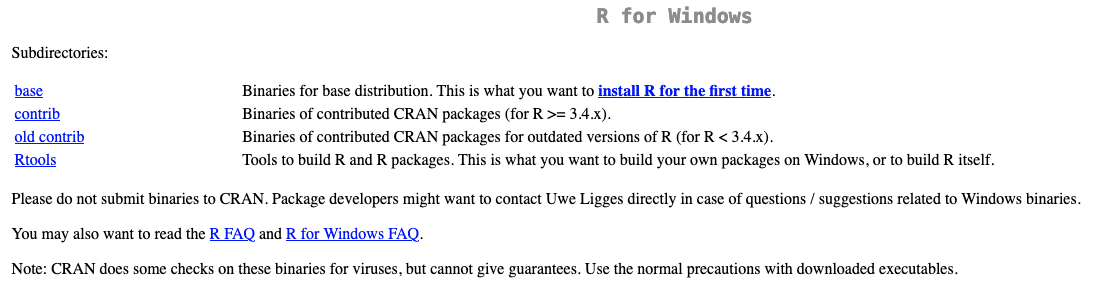 R for Windows
Subdirectories:
base Binaries for base distribution. This is what you want to install R for the first time.
contrib Binaries of contributed CRAN packages (for R >= 3.4.x).
old contrib Binaries of contributed CRAN packages for outdated versions of R (for R < 3.4.x).
Rtools Tools to build R and R packages. This is what you want to build your own packages on Windows, or to build R itself.
Please do not submit binaries to CRAN. Package developers might want to contact Uwe Ligges directly in case of questions / suggestions related to Windows binaries.
You may also want to read the R FAQ and R for Windows FAQ.
Note: CRAN does some checks on these binaries for viruses, but cannot give guarantees. Use the normal precautions with downloaded executables.